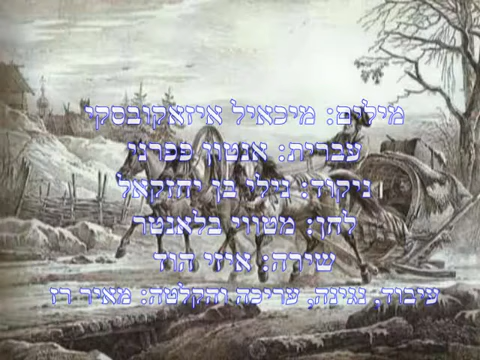 מילים: מיכאיל איזאקובסקי
עברית: אנטון פפרני
ניקוד: גילי בן יחזקאל
לחן: מטווי בלאנטר
שירה: איזי הוד
עיבוד, נגינה, עריכה והקלטה: מאיר רז